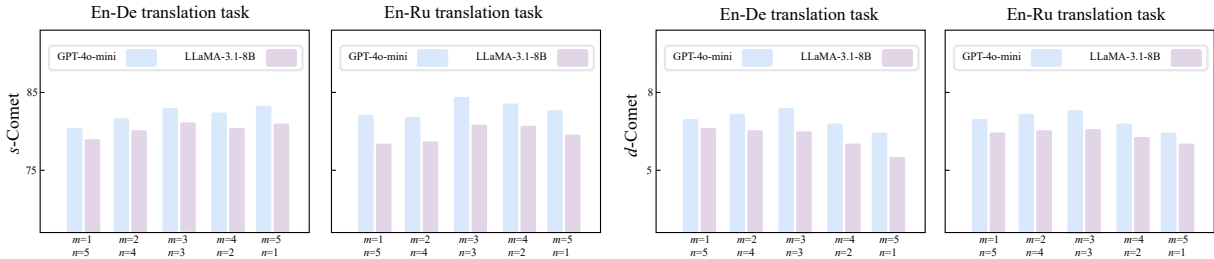 En-De translation task
En-Ru translation task
En-De translation task
En-Ru translation task
GPT-4o-mini LLaMA-3.1-8B
GPT-4o-mini LLaMA-3.1-8B
GPT-4o-mini LLaMA-3.1-8B
GPT-4o-mini LLaMA-3.1-8B
s-Comet
85
75
d-Comet
8
5
m=1 m=2 m=3 m=4 m=5
n=5 n=4 n=3 n=2 n=1
m=1 m=2 m=3 m=4 m=5
n=5 n=4 n=3 n=2 n=1
m=1 m=2 m=3 m=4 m=5
n=5 n=4 n=3 n=2 n=1
m=1 m=2 m=3 m=4 m=5
n=5 n=4 n=3 n=2 n=1